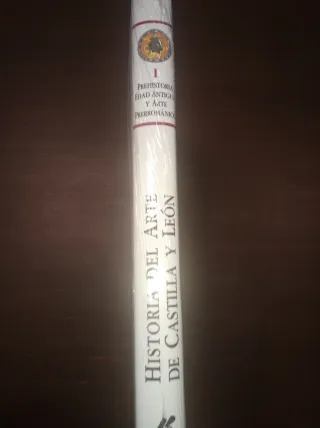 1
PREHISTORIA
EDAD ANTIGUA
Y ARTE
PRERROMÁNICO
HISTORIA DEL ARTE
DE CASTILLA Y LEÓN